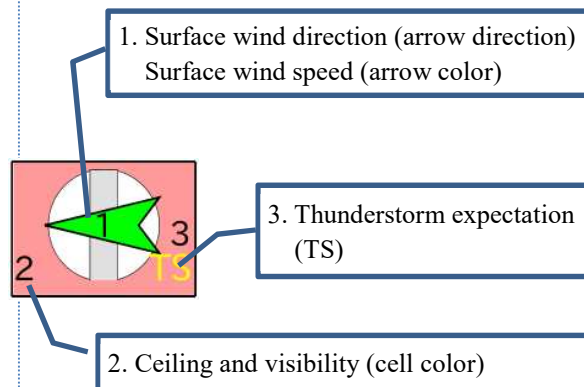 1. Surface wind direction (arrow direction)
Surface wind speed (arrow color)
1
3
TS
2
3. Thunderstorm expectation
(TS)
2. Ceiling and visibility (cell color)